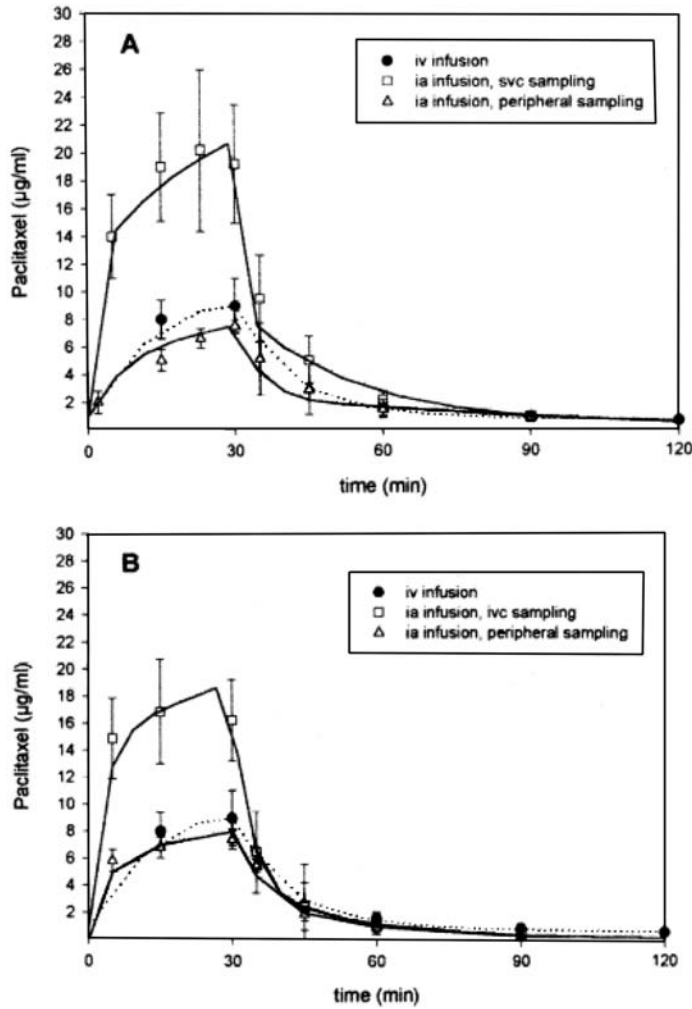 A
iv infusion
ia infusion, svc sampling
ia infusion, peripheral sampling
Paclitaxel (µg/ml)
30
28
26
24
22
20
18
16
14
12
10
8
6
4
2
0 30 60 90 120
time (min)
B
iv infusion
ia infusion, ivc sampling
ia infusion, peripheral sampling
Paclitaxel (µg/ml)
30
28
26
24
22
20
18
16
14
12
10
8
6
4
2
0 30 60 90 120
time (min)